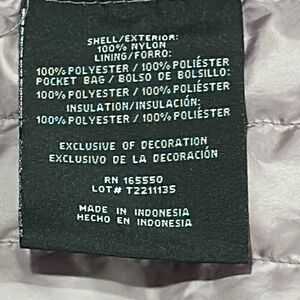 SHELL/EXTERIOR:
100% NYLON
LINING/FORRO:
100% POLYESTER / 100% POLIÉSTER
POCKET BAG / BOLSO DE BOLSILLO:
100% POLYESTER / 100% POLIÉSTER
INSULATION/INSULACIÓN:
100% POLYESTER / 100% POLIÉSTER
EXCLUSIVE OF DECORATION
EXCLUSIVO DE LA DECORACIÓN
RN 165550
LOT# T2211135
MADE IN INDONESIA
HECHO EN INDONESIA